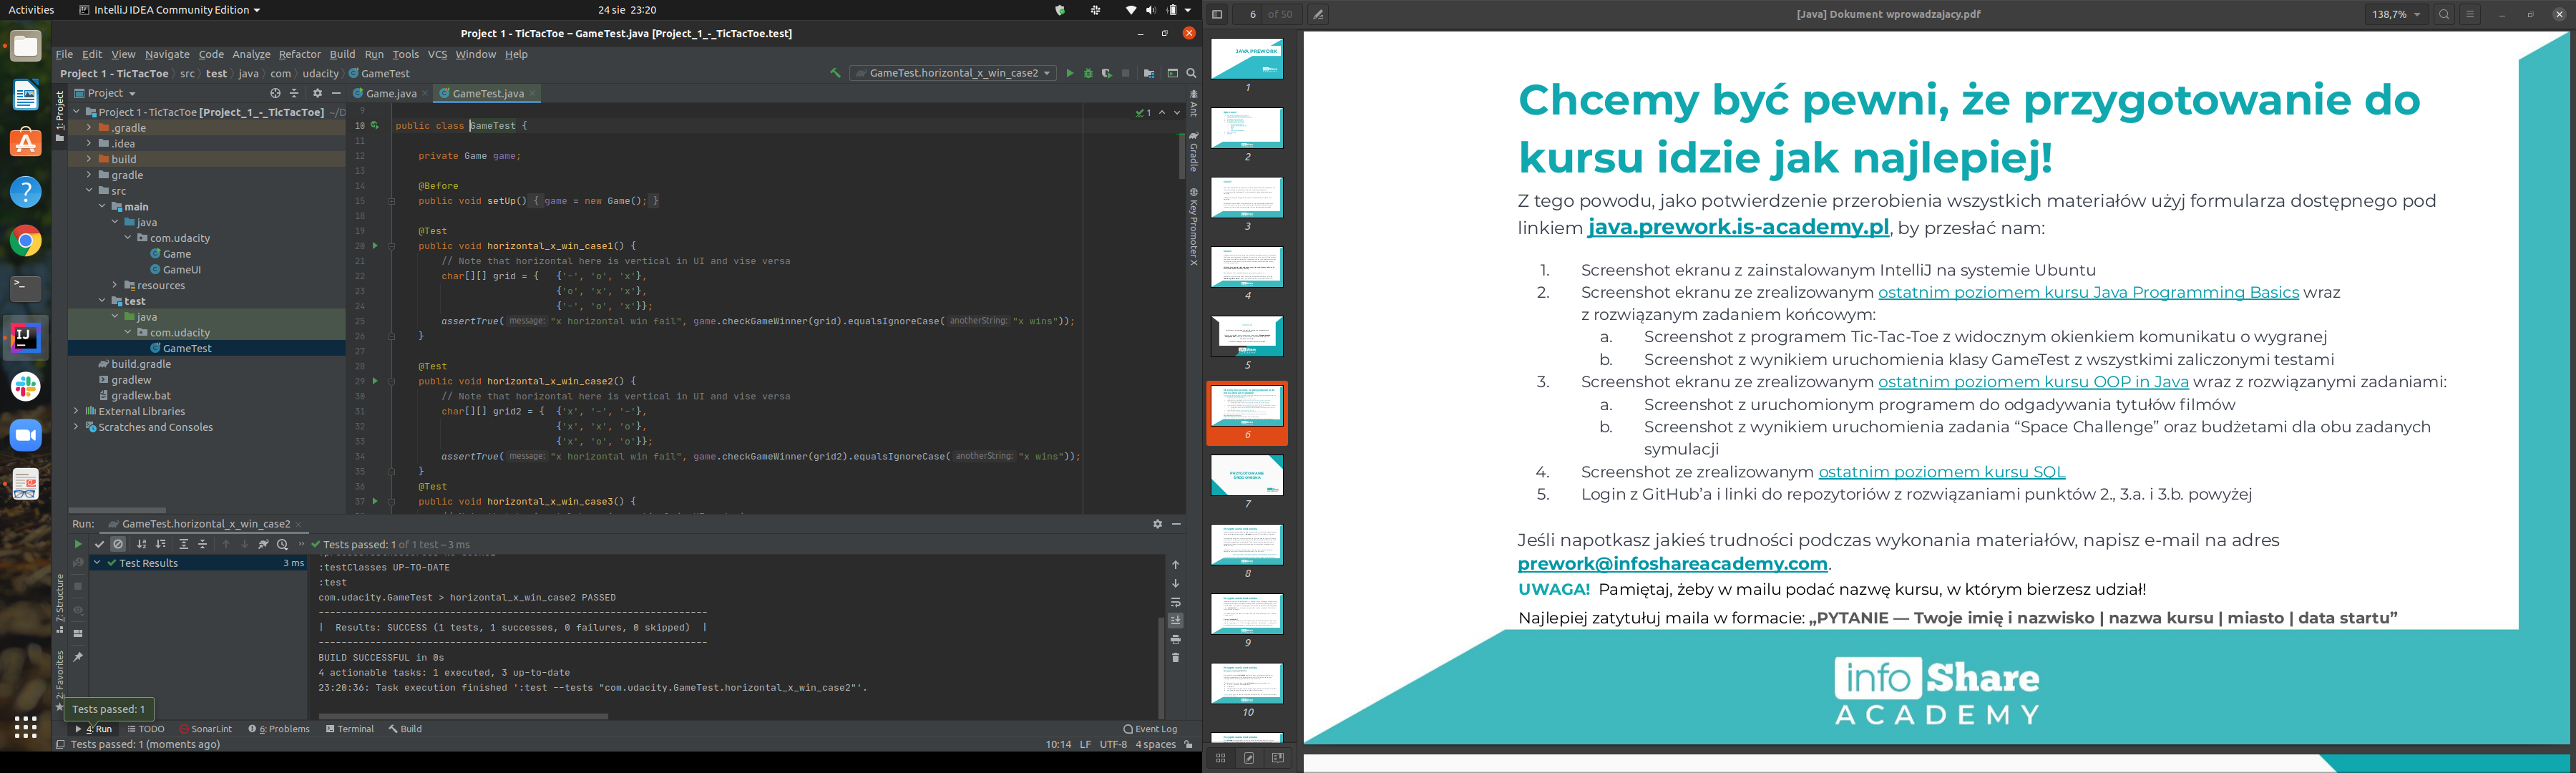 Activities
IntelliJ IDEA Community Edition
24 sie 23:20
Project 1 - TicTacToe – GameTest.java [Project_1_-_TicTacToe.test]
File Edit View Navigate Code Analyze Refactor Build Run Tools VCS Window Help
Project 1 - TicTacToe src test java com udacity GameTest
GameTest.horizontal_x_win_case2
1: Project
7: Structure
2: Favorites
Project
Project 1 - TicTacToe [Project_1_-_TicTacToe] ~/D
.gradle
.idea
build
gradle
src
main
java
com.udacity
Game
GameUI
resources
test
java
com.udacity
GameTest
build.gradle
gradlew
gradlew.bat
External Libraries
Scratches and Consoles
Game.java
GameTest.java
1
Ant
Gradle
Key Promoter X
9
10 public class GameTest {
11
12 private Game game;
13
14 @Before
15 public void setUp() { game = new Game(); }
18
19 @Test
20 public void horizontal_x_win_case1() {
21 // Note that horizontal here is vertical in UI and vise versa
22 char[][] grid = { {'-', 'o', 'x'},
23 {'o', 'x', 'x'},
24 {'-', 'o', 'x'}};
25 assertTrue( message: "x horizontal win fail", game.checkGameWinner(grid).equalsIgnoreCase( anotherString: "x wins"));
26 }
27
28 @Test
29 public void horizontal_x_win_case2() {
30 // Note that horizontal here is vertical in UI and vise versa
31 char[][] grid2 = { {'x', '-', '-'},
32 {'x', 'x', 'o'},
33 {'x', 'o', 'o'}};
34 assertTrue( message: "x horizontal win fail", game.checkGameWinner(grid2).equalsIgnoreCase( anotherString: "x wins"));
35 }
36 @Test
37 public void horizontal_x_win_case3() {
Run: GameTest.horizontal_x_win_case2
Tests passed: 1 of 1 test – 3 ms
Test Results 3 ms
:testClasses UP-TO-DATE
:test
com.udacity.GameTest > horizontal_x_win_case2 PASSED
----------------------------------------------------------------
| Results: SUCCESS (1 tests, 1 successes, 0 failures, 0 skipped) |
----------------------------------------------------------------
BUILD SUCCESSFUL in 0s
4 actionable tasks: 1 executed, 3 up-to-date
23:20:36: Task execution finished ':test --tests "com.udacity.GameTest.horizontal_x_win_case2"'.
Tests passed: 1
4: Run TODO SonarLint 6: Problems Terminal Build Event Log
Tests passed: 1 (moments ago)
10:14 LF UTF-8 4 spaces
6 of 50
[Java] Dokument wprowadzajacy.pdf
138,7%
JAVA PREWORK
1
2
3
4
5
6
7
8
9
10
Chcemy być pewni, że przygotowanie do
kursu idzie jak najlepiej!
Z tego powodu, jako potwierdzenie przerobienia wszystkich materiałów użyj formularza dostępnego pod
linkiem java.prework.is-academy.pl, by przesłać nam:
1. Screenshot ekranu z zainstalowanym IntelliJ na systemie Ubuntu
2. Screenshot ekranu ze zrealizowanym ostatnim poziomem kursu Java Programming Basics wraz
z rozwiązanym zadaniem końcowym:
a. Screenshot z programem Tic-Tac-Toe z widocznym okienkiem komunikatu o wygranej
b. Screenshot z wynikiem uruchomienia klasy GameTest z wszystkimi zaliczonymi testami
3. Screenshot ekranu ze zrealizowanym ostatnim poziomem kursu OOP in Java wraz z rozwiązanymi zadaniami:
a. Screenshot z uruchomionym programem do odgadywania tytułów filmów
b. Screenshot z wynikiem uruchomienia zadania “Space Challenge” oraz budżetami dla obu zadanych
symulacji
4. Screenshot ze zrealizowanym ostatnim poziomem kursu SQL
5. Login z GitHub’a i linki do repozytoriów z rozwiązaniami punktów 2., 3.a. i 3.b. powyżej
Jeśli napotkasz jakieś trudności podczas wykonania materiałów, napisz e-mail na adres
prework@infoshareacademy.com.
UWAGA! Pamiętaj, żeby w mailu podać nazwę kursu, w którym bierzesz udział!
Najlepiej zatytułuj maila w formacie: „PYTANIE — Twoje imię i nazwisko | nazwa kursu | miasto | data startu”
info Share
ACADEMY